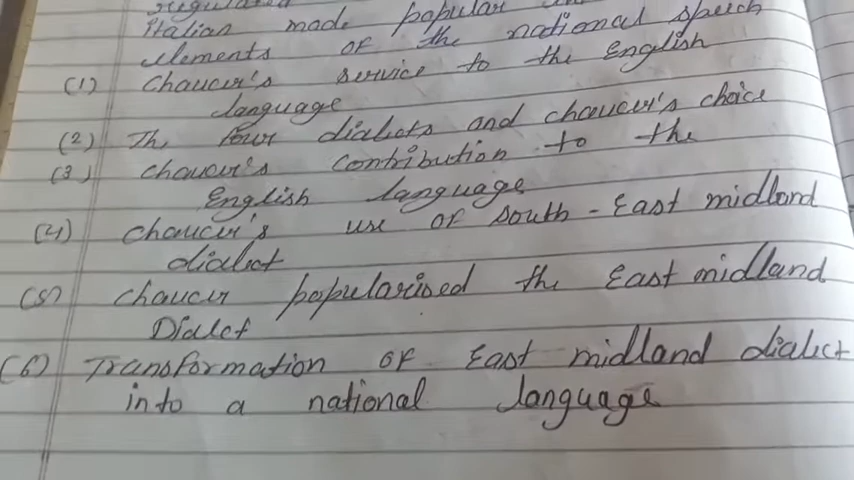 Italian made popular
elements of the national speech
(1) Chaucer's service to the English
language
(2) The four dialects and chaucer's choice
(3) chaucer's contribution to the
English language
(4) chaucer's use of south-East midland
dialect
(5) chaucer popularised the East midland
Dialet
(6) Transformation of East midland dialect
into a national language